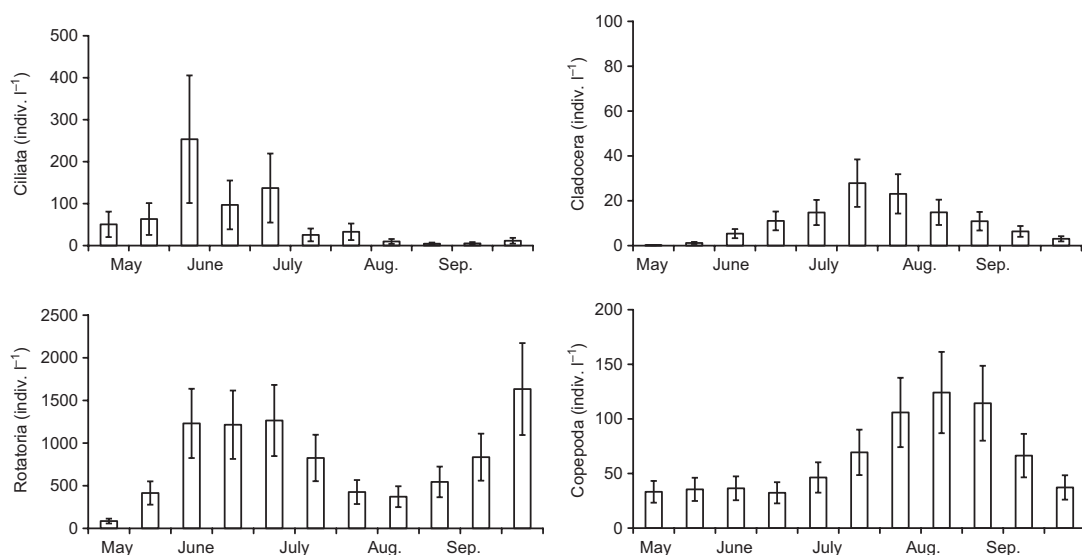 Ciliata (indiv. l⁻¹)
500
400
300
200
100
0
May June July Aug. Sep.
Cladocera (indiv. l⁻¹)
100
80
60
40
20
0
May June July Aug. Sep.
Rotatoria (indiv. l⁻¹)
2500
2000
1500
1000
500
0
May June July Aug. Sep.
Copepoda (indiv. l⁻¹)
200
150
100
50
0
May June July Aug. Sep.